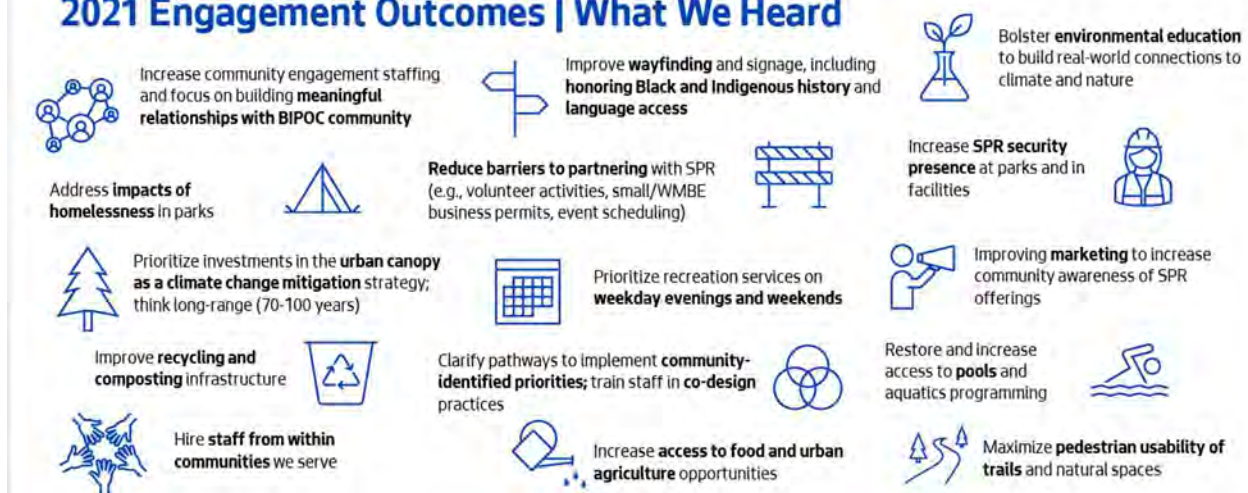 2021 Engagement Outcomes | What We Heard
Increase community engagement staffing
and focus on building meaningful
relationships with BIPOC community
Address impacts of
homelessness in parks
Prioritize investments in the urban canopy
as a climate change mitigation strategy;
think long-range (70-100 years)
Improve recycling and
composting infrastructure
Hire staff from within
communities we serve
Improve wayfinding and signage, including
honoring Black and Indigenous history and
language access
Reduce barriers to partnering with SPR
(e.g., volunteer activities, small/WMBE
business permits, event scheduling)
Prioritize recreation services on
weekday evenings and weekends
Clarify pathways to implement community-
identified priorities; train staff in co-design
practices
Increase access to food and urban
agriculture opportunities
Bolster environmental education
to build real-world connections to
climate and nature
Increase SPR security
presence at parks and in
facilities
Improving marketing to increase
community awareness of SPR
offerings
Restore and increase
access to pools and
aquatics programming
Maximize pedestrian usability of
trails and natural spaces